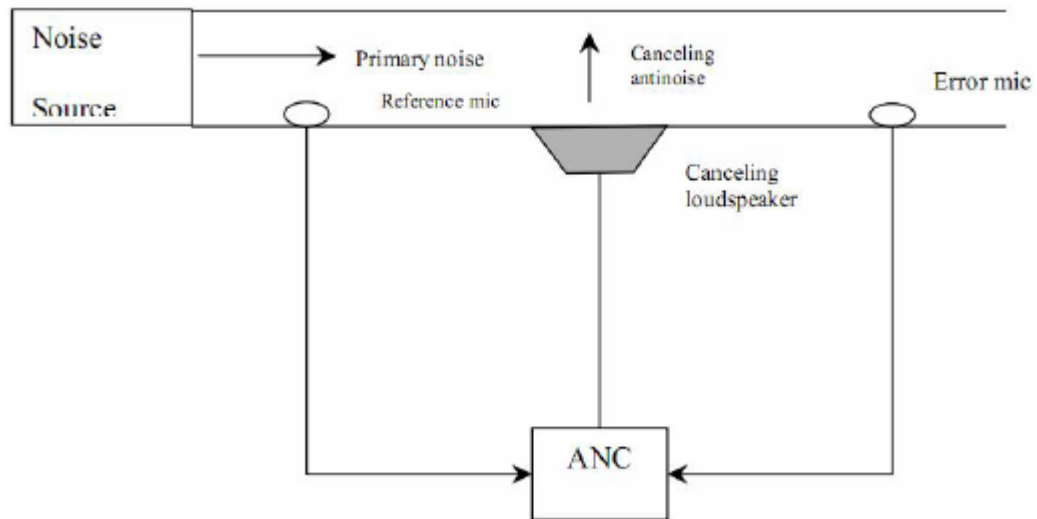 Noise
Source
Primary noise
Reference mic
Canceling
antinoise
Error mic
Canceling
loudspeaker
ANC